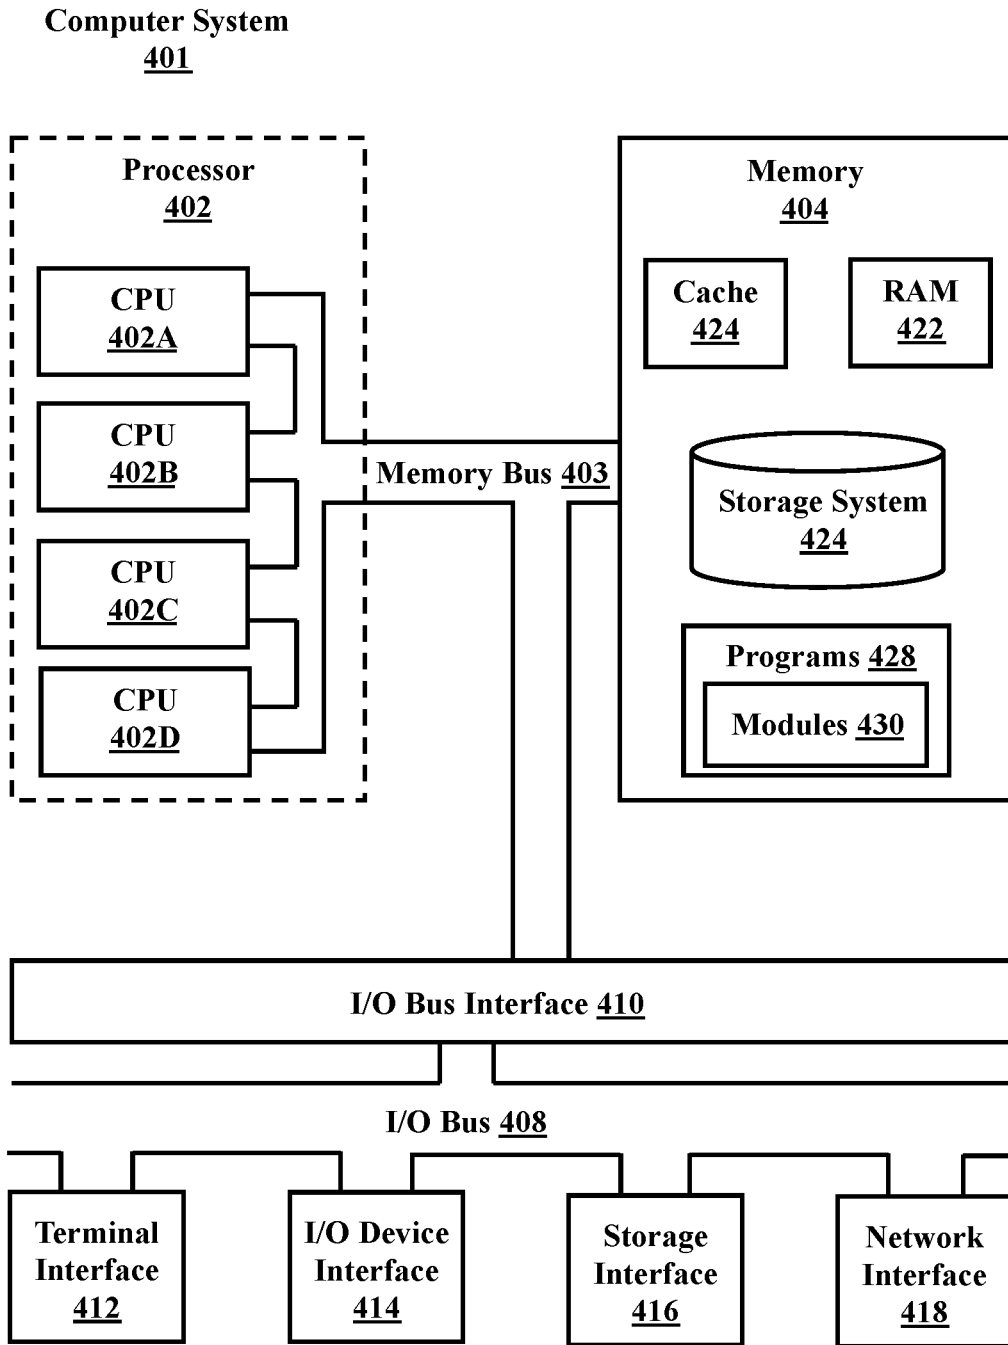 Computer System
401
Processor
402
CPU
402A
CPU
402B
CPU
402C
CPU
402D
Memory Bus 403
Memory
404
Cache
424
RAM
422
Storage System
424
Programs 428
Modules 430
I/O Bus Interface 410
I/O Bus 408
Terminal
Interface
412
I/O Device
Interface
414
Storage
Interface
416
Network
Interface
418